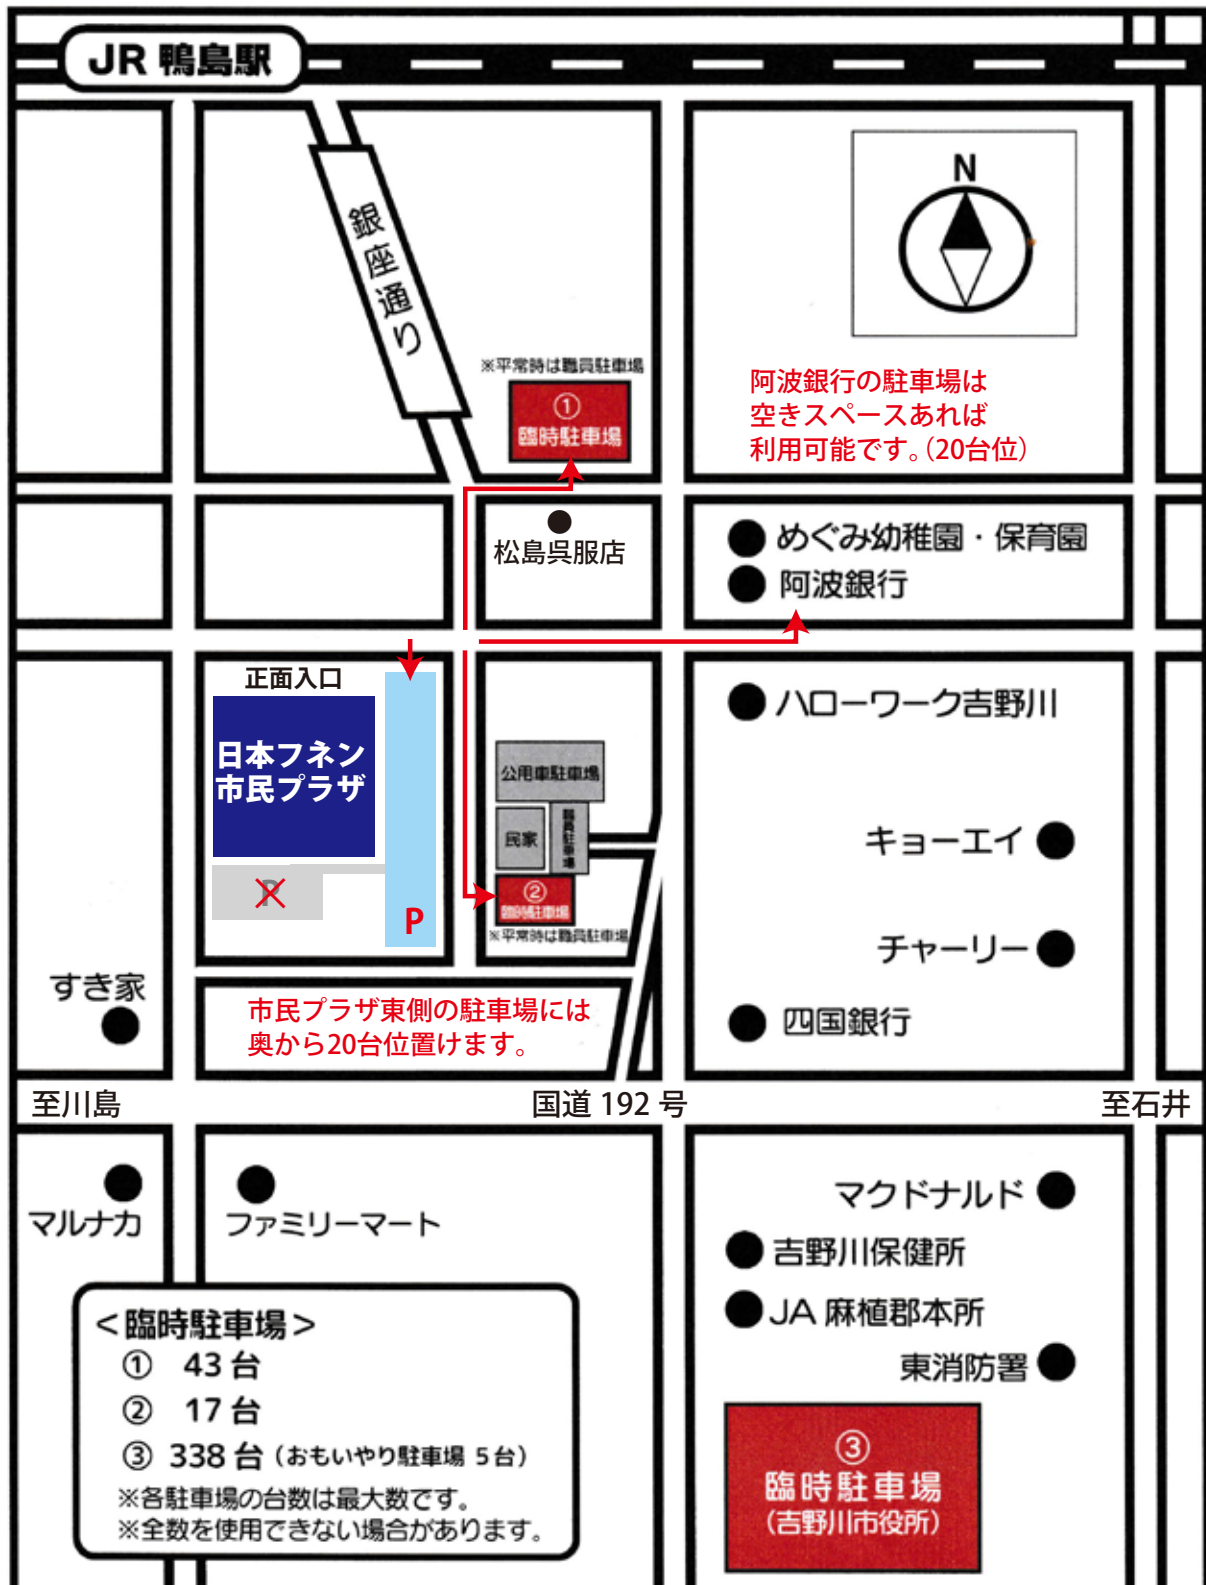 JR 鴨島駅
銀座通り
N
※平常時は職員駐車場
①
臨時駐車場
阿波銀行の駐車場は
空きスペースあれば
利用可能です。(20台位)
松島呉服店
めぐみ幼稚園・保育園
阿波銀行
正面入口
日本フネン
市民プラザ
P
P
公用車駐車場
民家
職員駐車場
②
臨時駐車場
※平常時は職員駐車場
ハローワーク吉野川
キョーエイ
チャーリー
四国銀行
すき家
市民プラザ東側の駐車場には
奥から20台位置けます。
至川島
国道 192 号
至石井
マルナカ
ファミリーマート
マクドナルド
吉野川保健所
JA 麻植郡本所
東消防署
③
臨時駐車場
(吉野川市役所)
<臨時駐車場>
① 43 台
② 17 台
③ 338 台 (おもいやり駐車場 5 台)
※各駐車場の台数は最大数です。
※全数を使用できない場合があります。